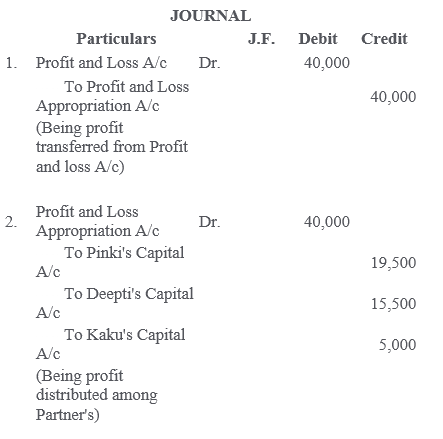 JOURNAL
Particulars J.F. Debit Credit
1. Profit and Loss A/c Dr. 40,000
To Profit and Loss
Appropriation A/c 40,000
(Being profit
transferred from Profit
and loss A/c)
2. Profit and Loss
Appropriation A/c Dr. 40,000
To Pinki's Capital
A/c 19,500
To Deepti's Capital
A/c 15,500
To Kaku's Capital
A/c 5,000
(Being profit
distributed among
Partner's)